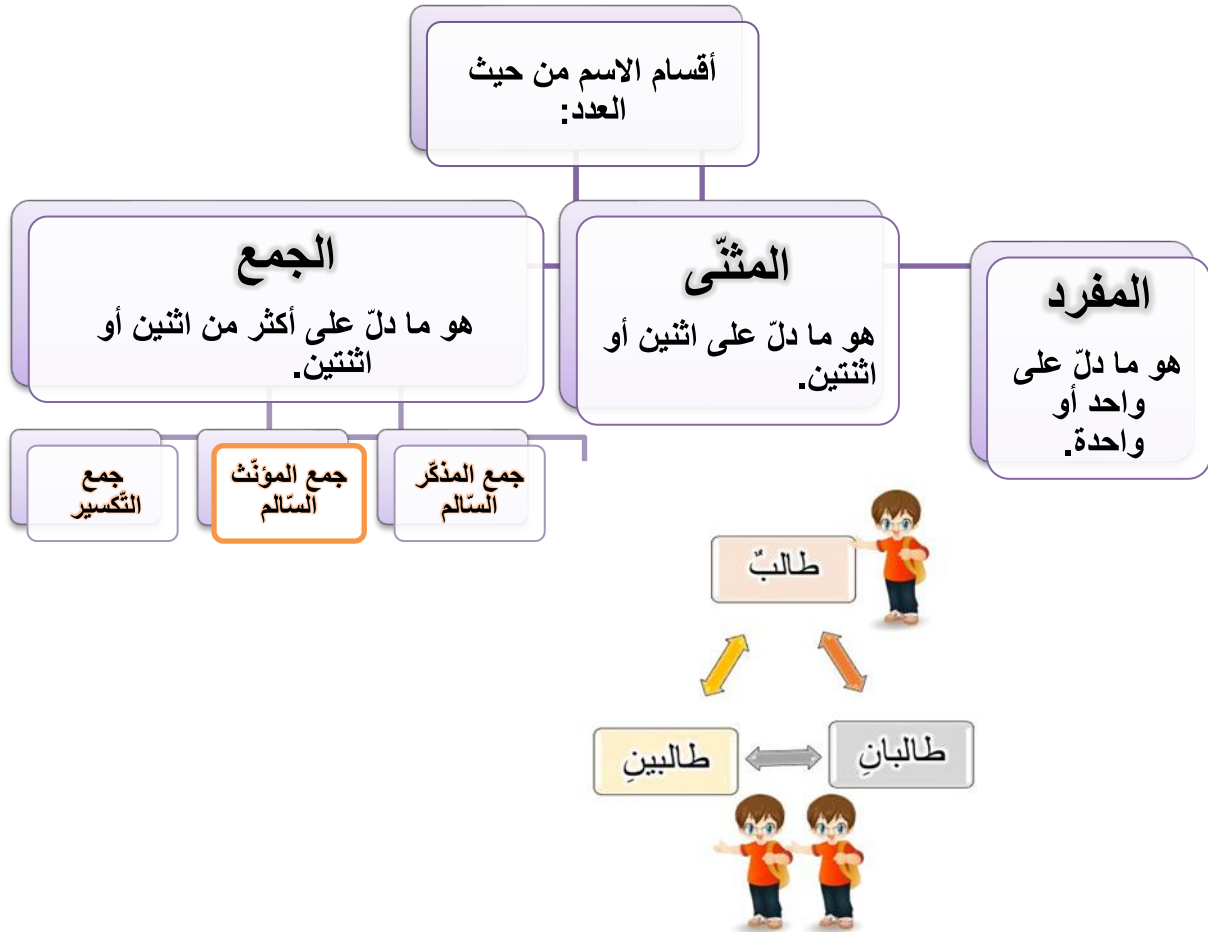 أقسام الاسم من حيث
العدد:
المفرد
هو ما دلّ على
واحد أو
واحدة.
المثنّى
هو ما دلّ على اثنين أو
اثنتين.
الجمع
هو ما دلّ على أكثر من اثنين أو
اثنتين.
جمع المذكّر
السّالم
جمع المؤنّث
السّالم
جمع
التّكسير
طالبٌ
طالبانِ
طالبينِ